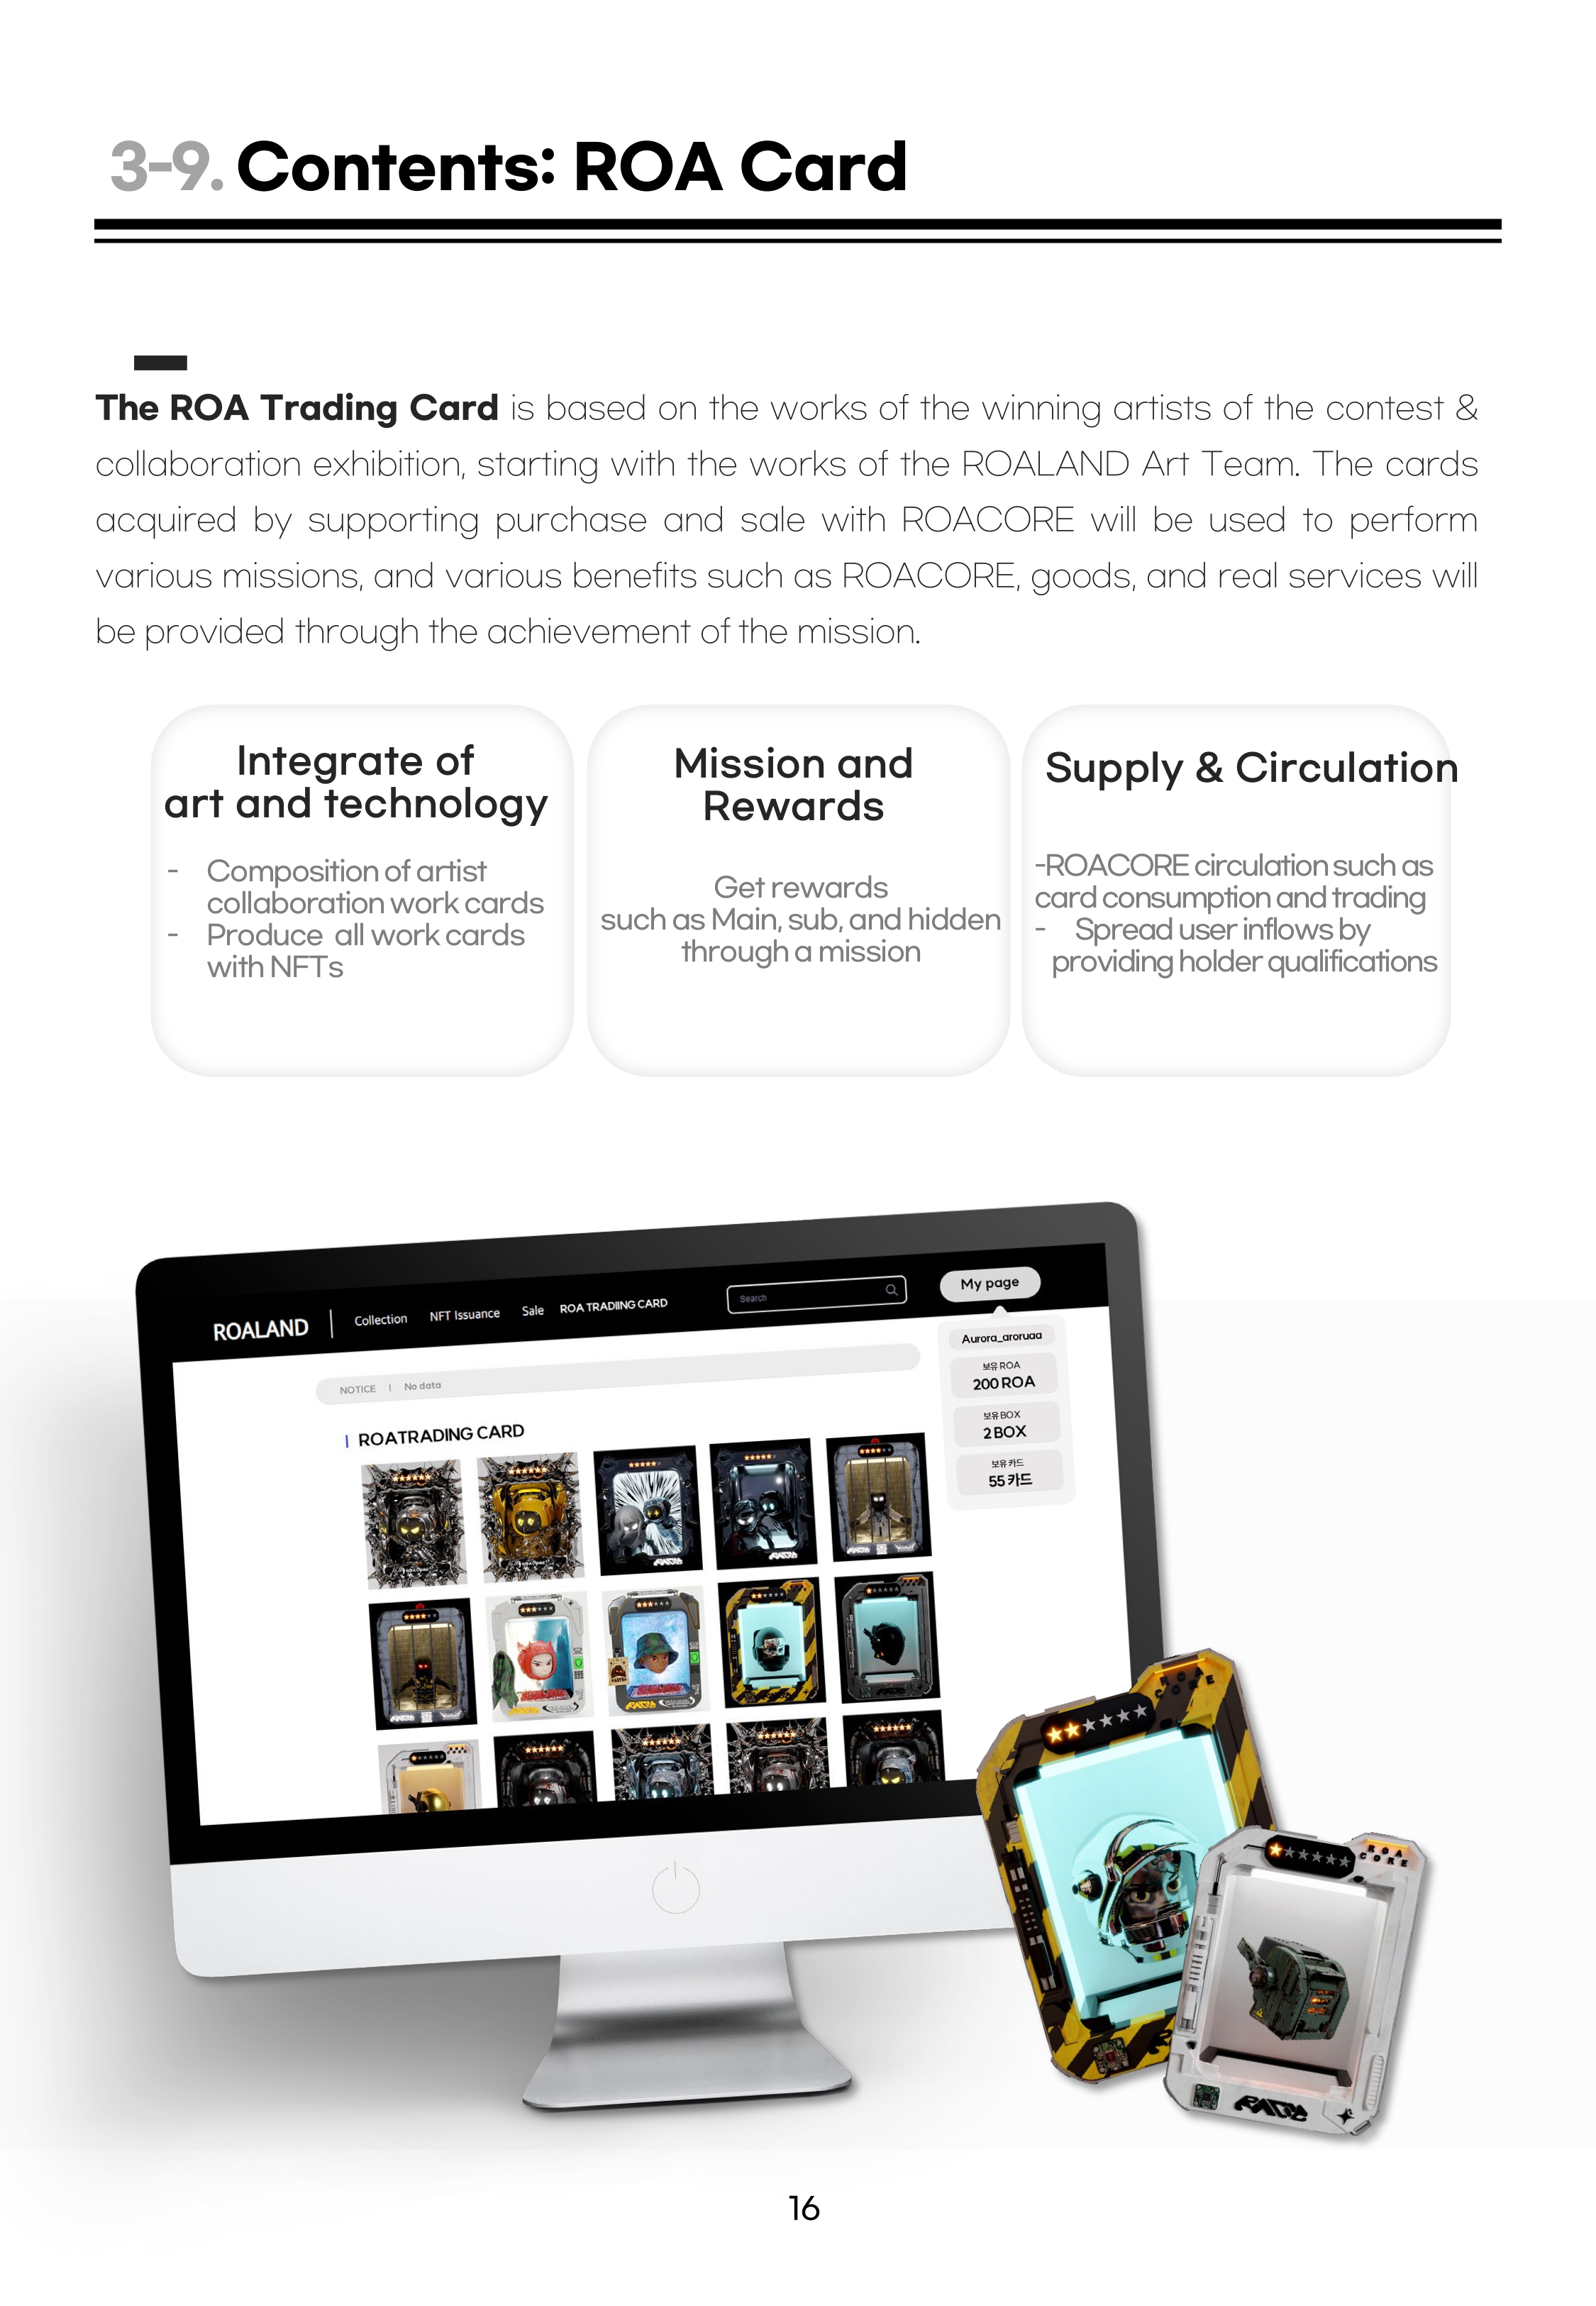 3-9. Contents: ROA Card
The ROA Trading Card is based on the works of the winning artists of the contest &
collaboration exhibition, starting with the works of the ROALAND Art Team. The cards
acquired by supporting purchase and sale with ROACORE will be used to perform
various missions, and various benefits such as ROACORE, goods, and real services will
be provided through the achievement of the mission.
Integrate of
art and technology
- Composition of artist
collaboration work cards
- Produce all work cards
with NFTs
Mission and
Rewards
Get rewards
such as Main, sub, and hidden
through a mission
Supply & Circulation
-ROACORE circulation such as
card consumption and trading
- Spread user inflows by
providing holder qualifications
ROALAND | Collection NFT Issuance Sale ROA TRADIING CARD Search My page
Aurora_aroruaa
보유 ROA
200 ROA
보유 BOX
2 BOX
보유 카드
55 카드
NOTICE | No data
ROATRADING CARD
ROA
CORE
ROA
CORE
16